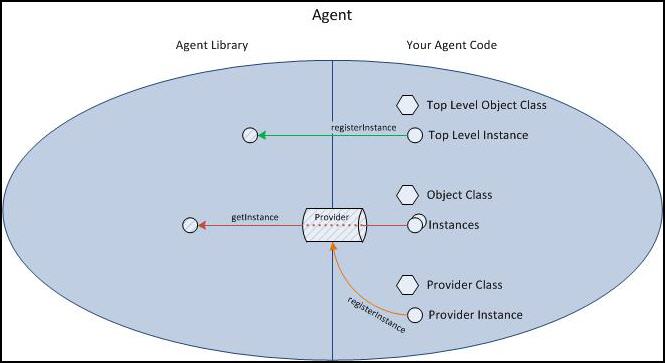 Agent
Agent Library
Your Agent Code
Top Level Object Class
registerInstance
Top Level Instance
Object Class
getInstance
Provider
Instances
Provider Class
registerInstance
Provider Instance